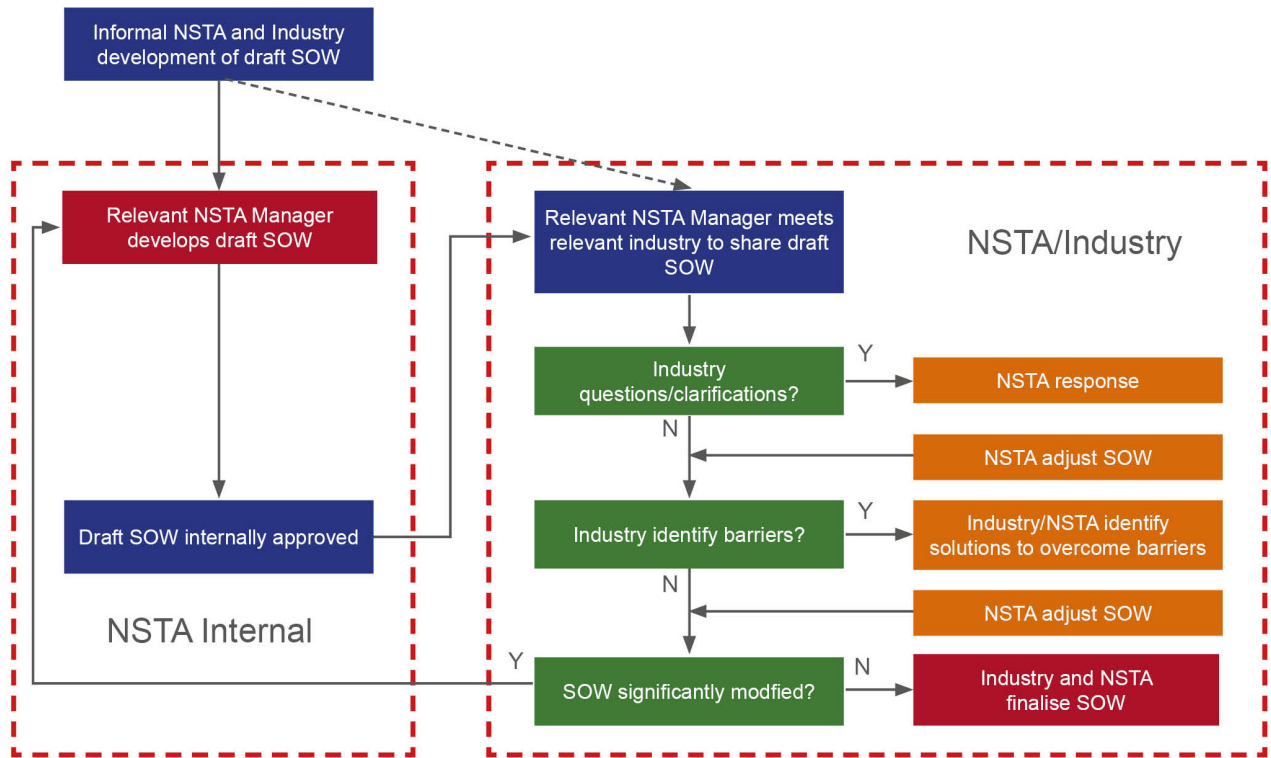 Informal NSTA and Industry
development of draft SOW
Relevant NSTA Manager
develops draft SOW
Draft SOW internally approved
NSTA Internal
Relevant NSTA Manager meets
relevant industry to share draft
SOW
NSTA/Industry
Industry
questions/clarifications?
Y
NSTA response
N
NSTA adjust SOW
Industry identify barriers?
Y
Industry/NSTA identify
solutions to overcome barriers
N
NSTA adjust SOW
Y
SOW significantly modfied?
N
Industry and NSTA
finalise SOW